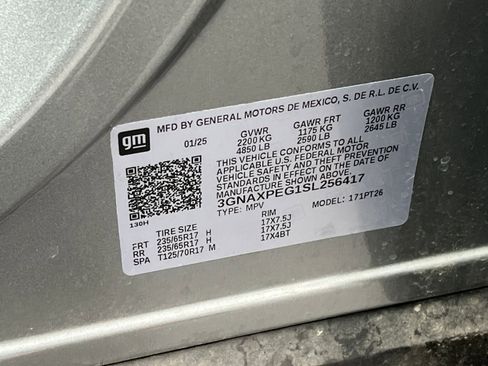 gm
MFD BY GENERAL MOTORS DE MEXICO, S. DE R.L. DE C.V.
01/25 GVWR GAWR FRT GAWR RR
2200 KG 1175 KG 1200 KG
4850 LB 2590 LB 2645 LB
THIS VEHICLE CONFORMS TO ALL
APPLICABLE U.S. FEDERAL MOTOR
VEHICLE SAFETY AND THEFT PREVENTION
STANDARDS IN EFFECT ON THE DATE OF
MANUFACTURE SHOWN ABOVE.
3GNAXPEG1SL256417
TYPE: MPV MODEL: 171PT26
130H
TIRE SIZE RIM
FRT 235/65R17 H 17X7.5J
RR 235/65R17 H 17X7.5J
SPA T125/70R17 M 17X4BT